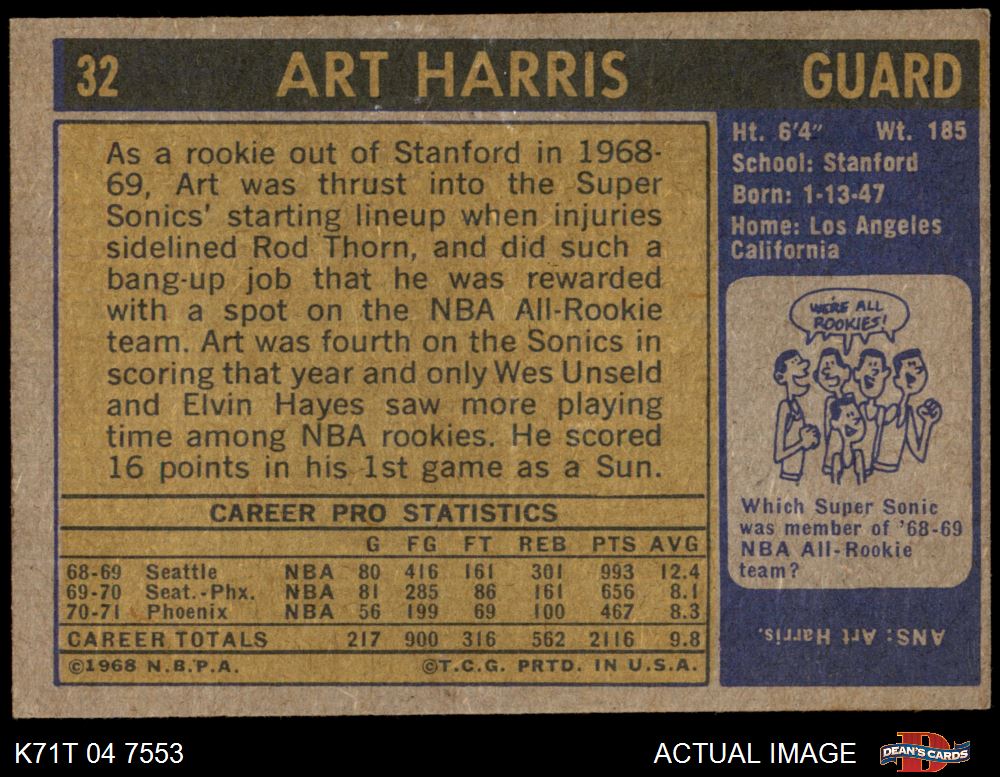 32 ART HARRIS GUARD
As a rookie out of Stanford in 1968-
69, Art was thrust into the Super
Sonics' starting lineup when injuries
sidelined Rod Thorn, and did such a
bang-up job that he was rewarded
with a spot on the NBA All-Rookie
team. Art was fourth on the Sonics in
scoring that year and only Wes Unseld
and Elvin Hayes saw more playing
time among NBA rookies. He scored
16 points in his 1st game as a Sun.
CAREER PRO STATISTICS
G FG FT REB PTS AVG
68-69 Seattle NBA 80 416 161 301 993 12.4
69-70 Seat.-Phx. NBA 81 285 86 161 656 8.1
70-71 Phoenix NBA 56 199 69 100 467 8.3
CAREER TOTALS 217 900 316 562 2116 9.8
©1968 N.B.P.A. ©T.C.G. PRTD. IN U.S.A.
Ht. 6'4" Wt. 185
School: Stanford
Born: 1-13-47
Home: Los Angeles
California
WE'RE ALL
ROOKIES!
Which Super Sonic
was member of '68-69
NBA All-Rookie
team?
ANS: Art Harris.
K71T 04 7553
ACTUAL IMAGE
DEAN'S CARDS